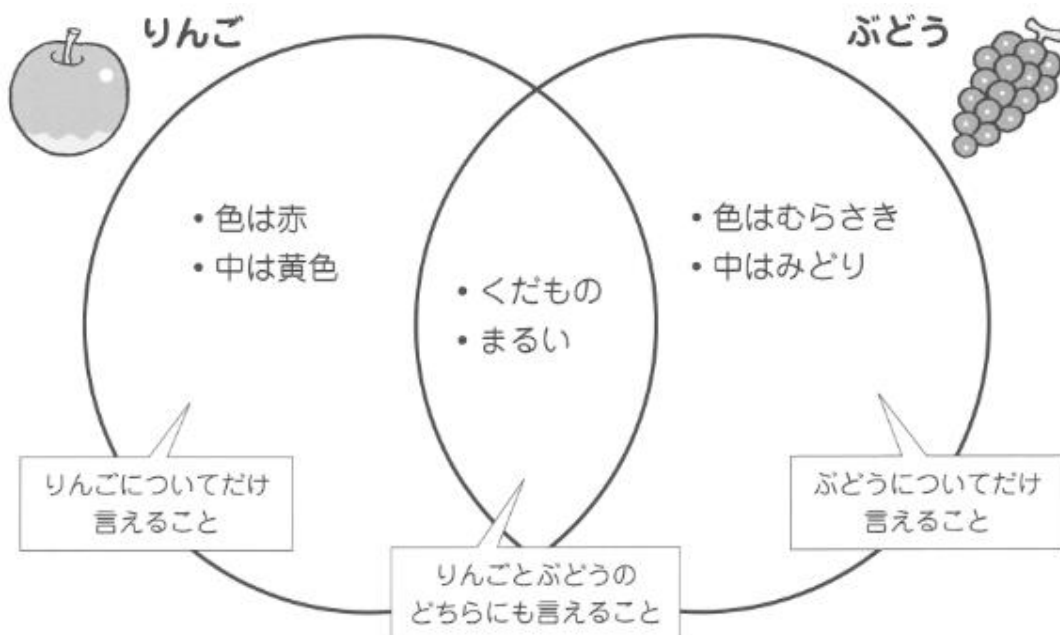 りんご
ぶどう
・色は赤
・中は黄色
・くだもの
・まるい
・色はむらさき
・中はみどり
りんごについてだけ
言えること
りんごとぶどうの
どちらにも言えること
ぶどうについてだけ
言えること